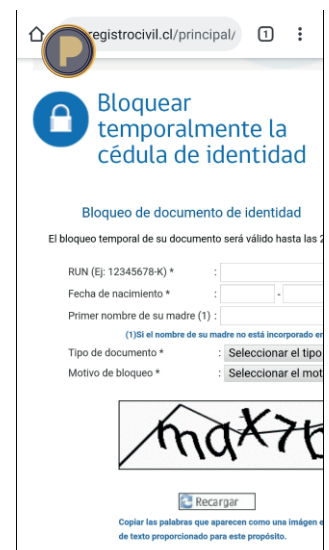 registrocivil.cl/principal/ 1
P
Bloquear
temporalmente la
cédula de identidad
Bloqueo de documento de identidad
El bloqueo temporal de su documento será válido hasta las 2
RUN (Ej: 12345678-K) * :
Fecha de nacimiento * : -
Primer nombre de su madre (1) :
(1)Si el nombre de su madre no está incorporado en
Tipo de documento * : Seleccionar el tipo
Motivo de bloqueo * : Seleccionar el mot
Recargar
Copiar las palabras que aparecen como una imágen e
de texto proporcionado para este propósito.